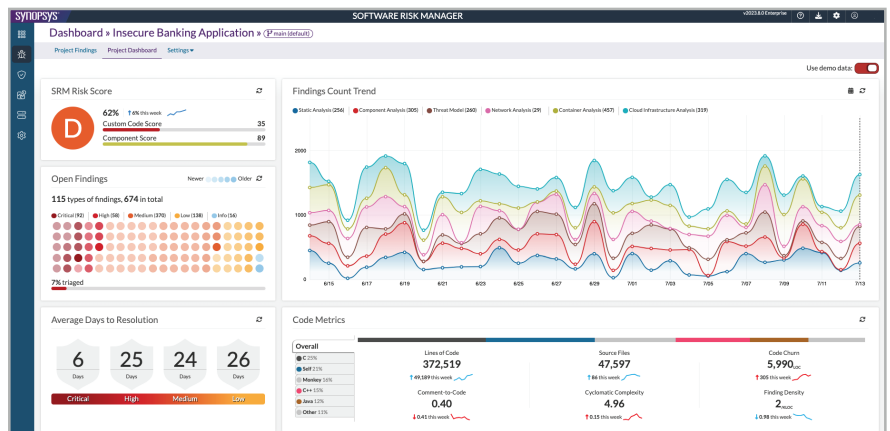 SYNOPSYS
SOFTWARE RISK MANAGER
v2023.8.0 Enterprise
Dashboard » Insecure Banking Application » main (default)
Project Findings Project Dashboard Settings
Use demo data:
SRM Risk Score
D
62% 6% this week
Custom Code Score 35
Component Score 89
Findings Count Trend
Static Analysis (256) Component Analysis (305) Threat Model (260) Network Analysis (29) Container Analysis (457) Cloud Infrastructure Analysis (319)
2000
1000
0
6/15 6/17 6/19 6/21 6/23 6/25 6/27 6/29 7/01 7/03 7/05 7/07 7/09 7/11 7/13
Open Findings
Newer Older
115 types of findings, 674 in total
Critical (92) High (58) Medium (370) Low (138) Info (16)
7% triaged
Average Days to Resolution
6 25 24 26
Days Days Days Days
Critical High Medium Low
Code Metrics
Overall
C 25%
Self 21%
Monkey 16%
C++ 15%
Java 12%
Other 11%
Lines of Code
372,519
49,189 this week
Source Files
47,597
86 this week
Code Churn
5,990 LOC
305 this week
Comment-to-Code
0.40
0.41 this week
Cyclomatic Complexity
4.96
0.15 this week
Finding Density
2 /kLOC
0.98 this week